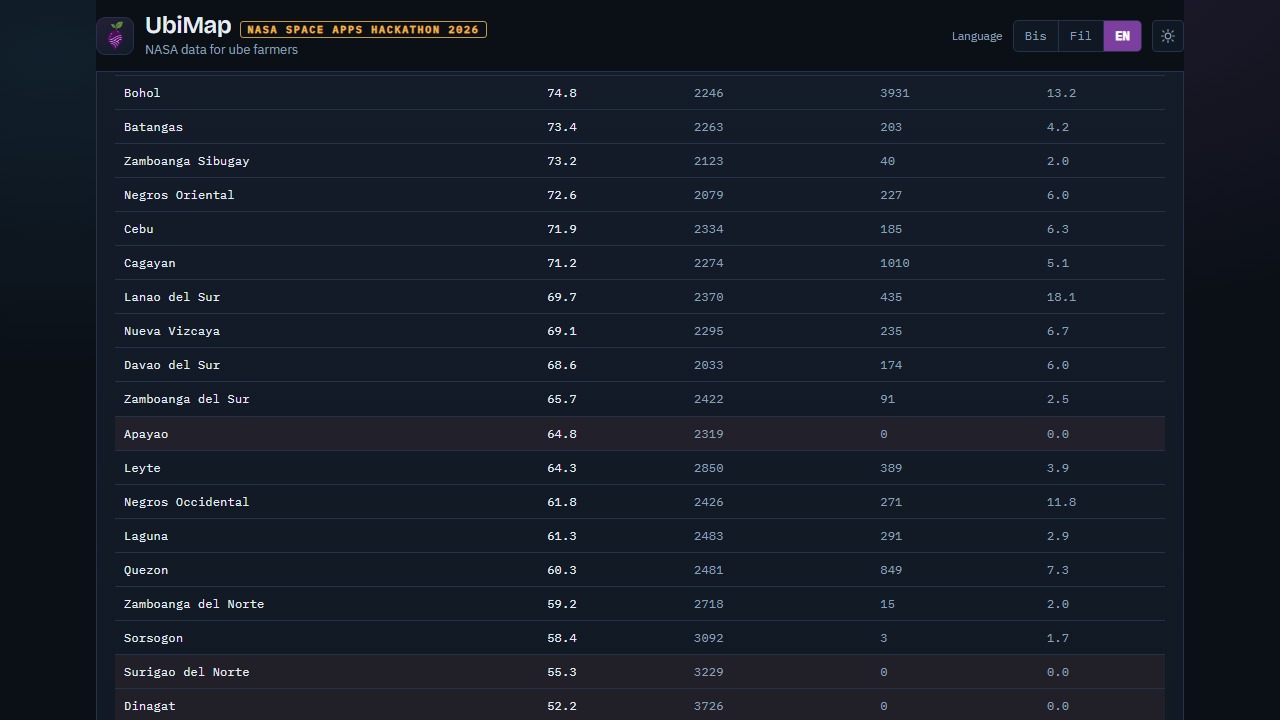 UbiMap NASA SPACE APPS HACKATHON 2026
NASA data for ube farmers
Language Bis Fil EN
Bohol 74.8 2246 3931 13.2
Batangas 73.4 2263 203 4.2
Zamboanga Sibugay 73.2 2123 40 2.0
Negros Oriental 72.6 2079 227 6.0
Cebu 71.9 2334 185 6.3
Cagayan 71.2 2274 1010 5.1
Lanao del Sur 69.7 2370 435 18.1
Nueva Vizcaya 69.1 2295 235 6.7
Davao del Sur 68.6 2033 174 6.0
Zamboanga del Sur 65.7 2422 91 2.5
Apayao 64.8 2319 0 0.0
Leyte 64.3 2850 389 3.9
Negros Occidental 61.8 2426 271 11.8
Laguna 61.3 2483 291 2.9
Quezon 60.3 2481 849 7.3
Zamboanga del Norte 59.2 2718 15 2.0
Sorsogon 58.4 3092 3 1.7
Surigao del Norte 55.3 3229 0 0.0
Dinagat 52.2 3726 0 0.0